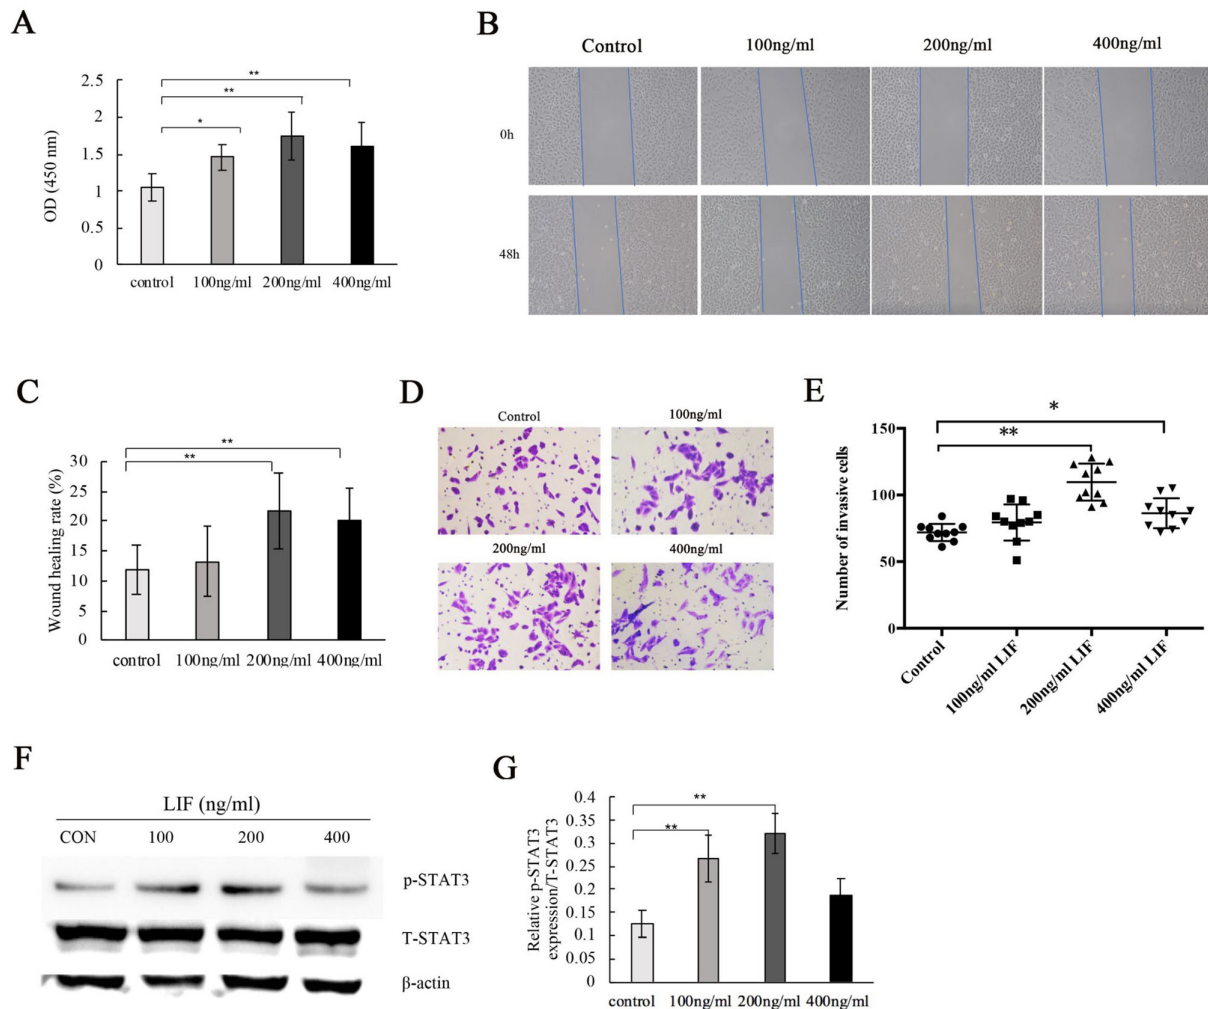 A
**
**
*
2.5
2
1.5
1
0.5
0
OD (450 nm)
control 100ng/ml 200ng/ml 400ng/ml
B
Control 100ng/ml 200ng/ml 400ng/ml
0h
48h
C
**
**
35
30
25
20
15
10
5
0
Wound healing rate (%)
control 100ng/ml 200ng/ml 400ng/ml
D
Control 100ng/ml
200ng/ml 400ng/ml
E
*
**
150
100
50
0
Number of invasive cells
Control
100ng/ml LIF
200ng/ml LIF
400ng/ml LIF
F
LIF (ng/ml)
CON 100 200 400
p-STAT3
T-STAT3
β-actin
G
**
**
0.4
0.35
0.3
0.25
0.2
0.15
0.1
0.05
0
Relative p-STAT3
expression/T-STAT3
control 100ng/ml 200ng/ml 400ng/ml